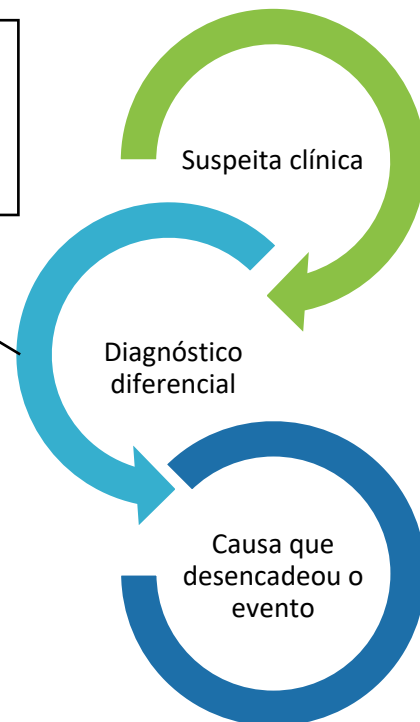 Suspeita clínica
Diagnóstico
diferencial
Causa que
desencadeou o
evento